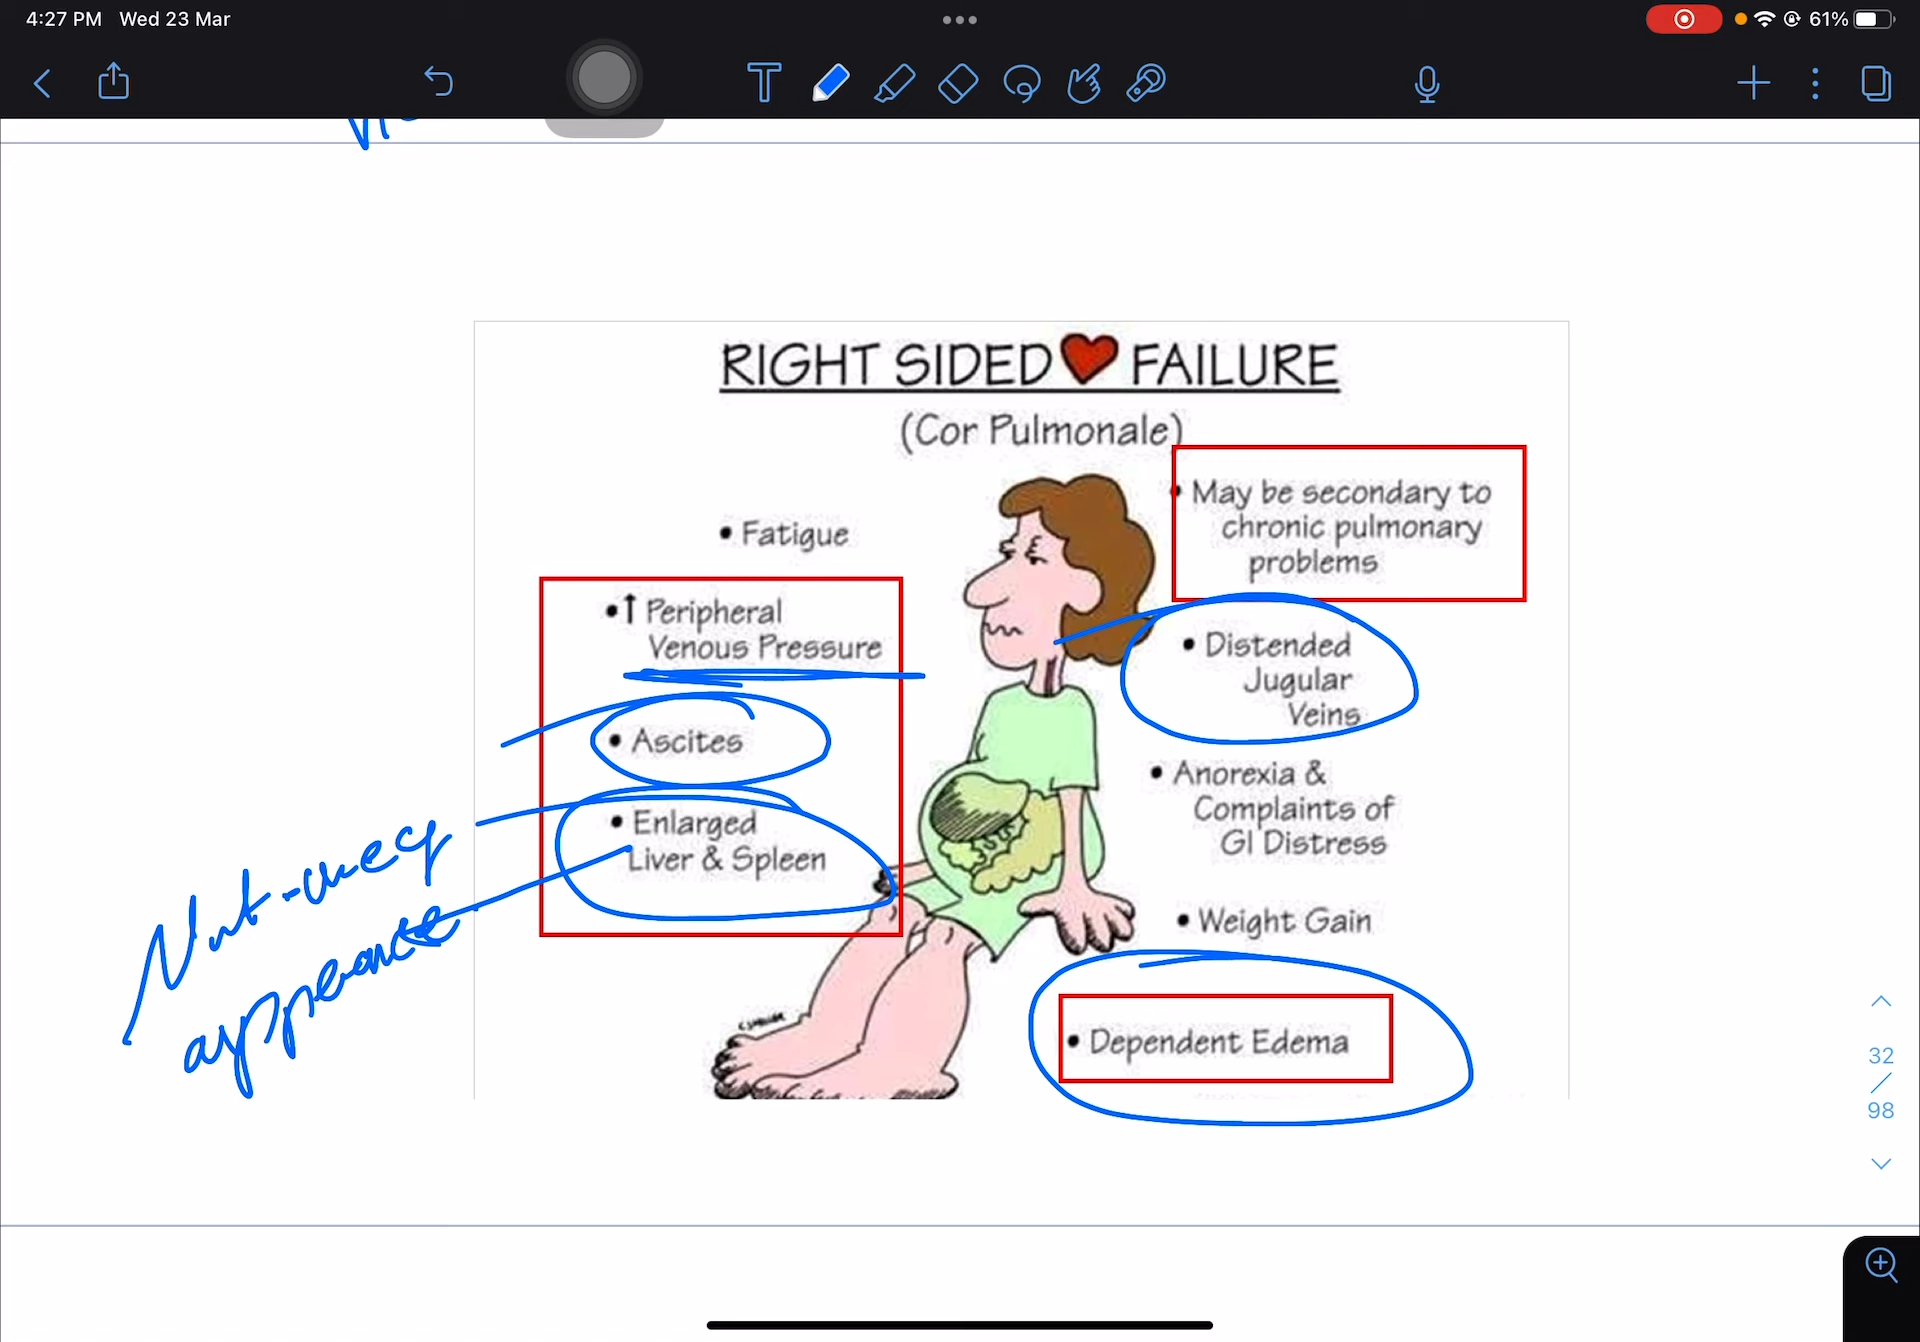 4:27 PM Wed 23 Mar
61%
RIGHT SIDED FAILURE
(Cor Pulmonale)
• May be secondary to
chronic pulmonary
problems
• Fatigue
• ↑ Peripheral
Venous Pressure
• Distended
Jugular
Veins
• Ascites
• Anorexia &
Complaints of
GI Distress
• Enlarged
Liver & Spleen
• Weight Gain
• Dependent Edema
Nut-meg
appearance
32
/
98